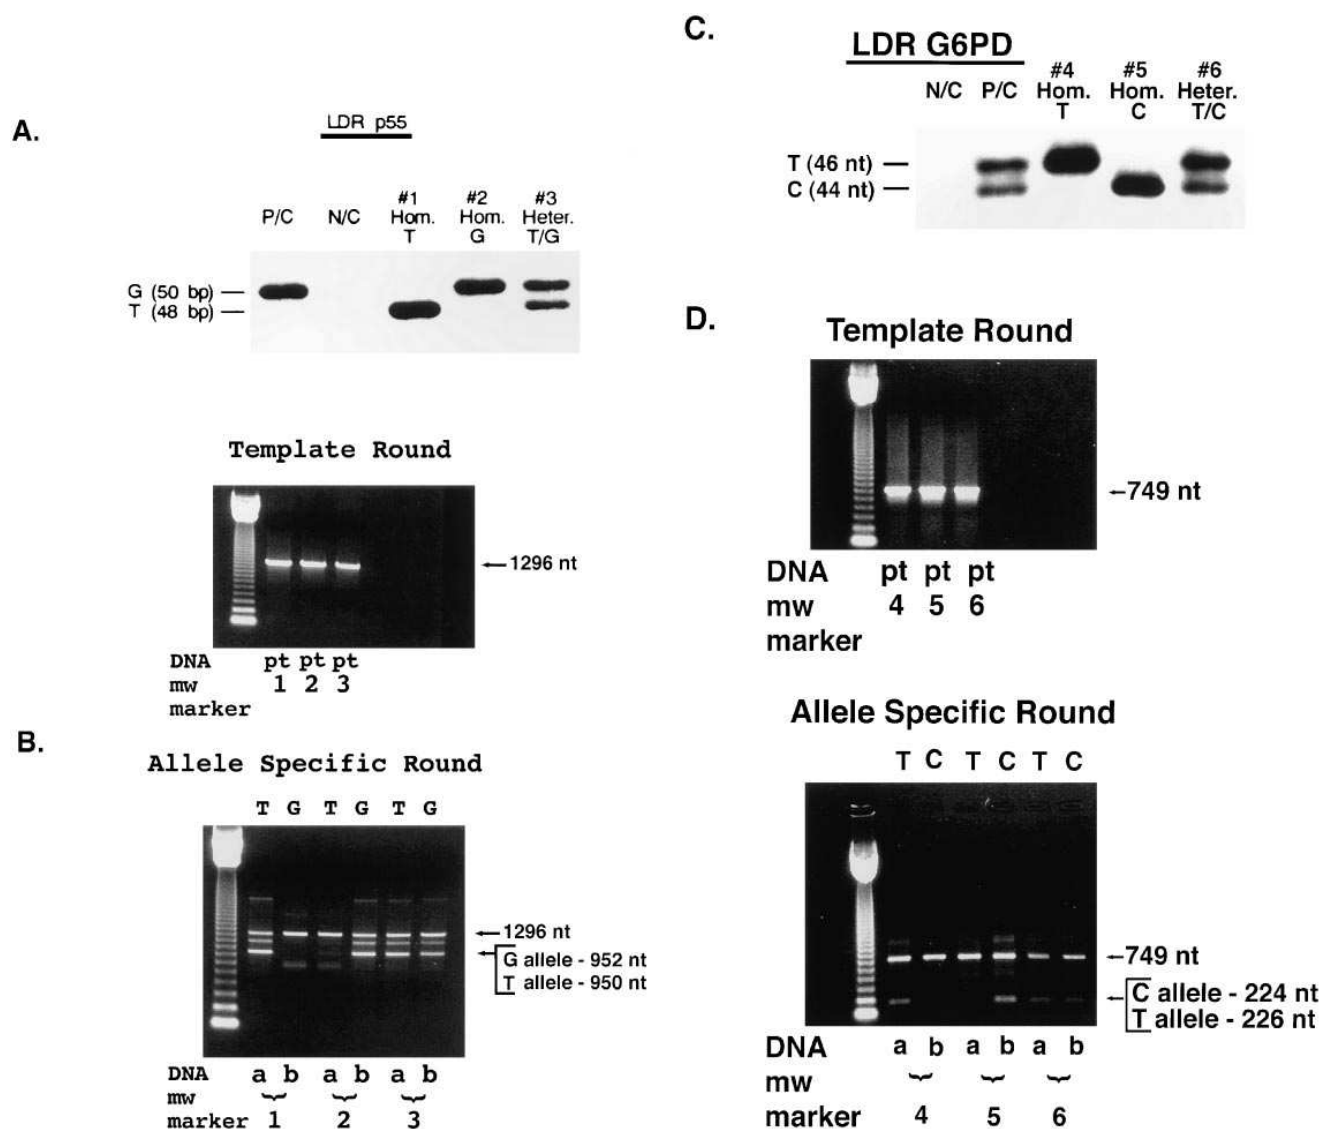 A.
LDR p55
P/C N/C #1 Hom. T #2 Hom. G #3 Heter. T/G
G (50 bp)
T (48 bp)
Template Round
←1296 nt
DNA pt pt pt
mw 1 2 3
marker
B.
Allele Specific Round
T G T G T G
←1296 nt
G allele - 952 nt
T allele - 950 nt
DNA a b a b a b
mw
marker 1 2 3
C.
LDR G6PD
N/C P/C #4 Hom. T #5 Hom. C #6 Heter. T/C
T (46 nt)
C (44 nt)
D.
Template Round
←749 nt
DNA pt pt pt
mw 4 5 6
marker
Allele Specific Round
T C T C T C
←749 nt
C allele - 224 nt
T allele - 226 nt
DNA a b a b a b
mw
marker 4 5 6